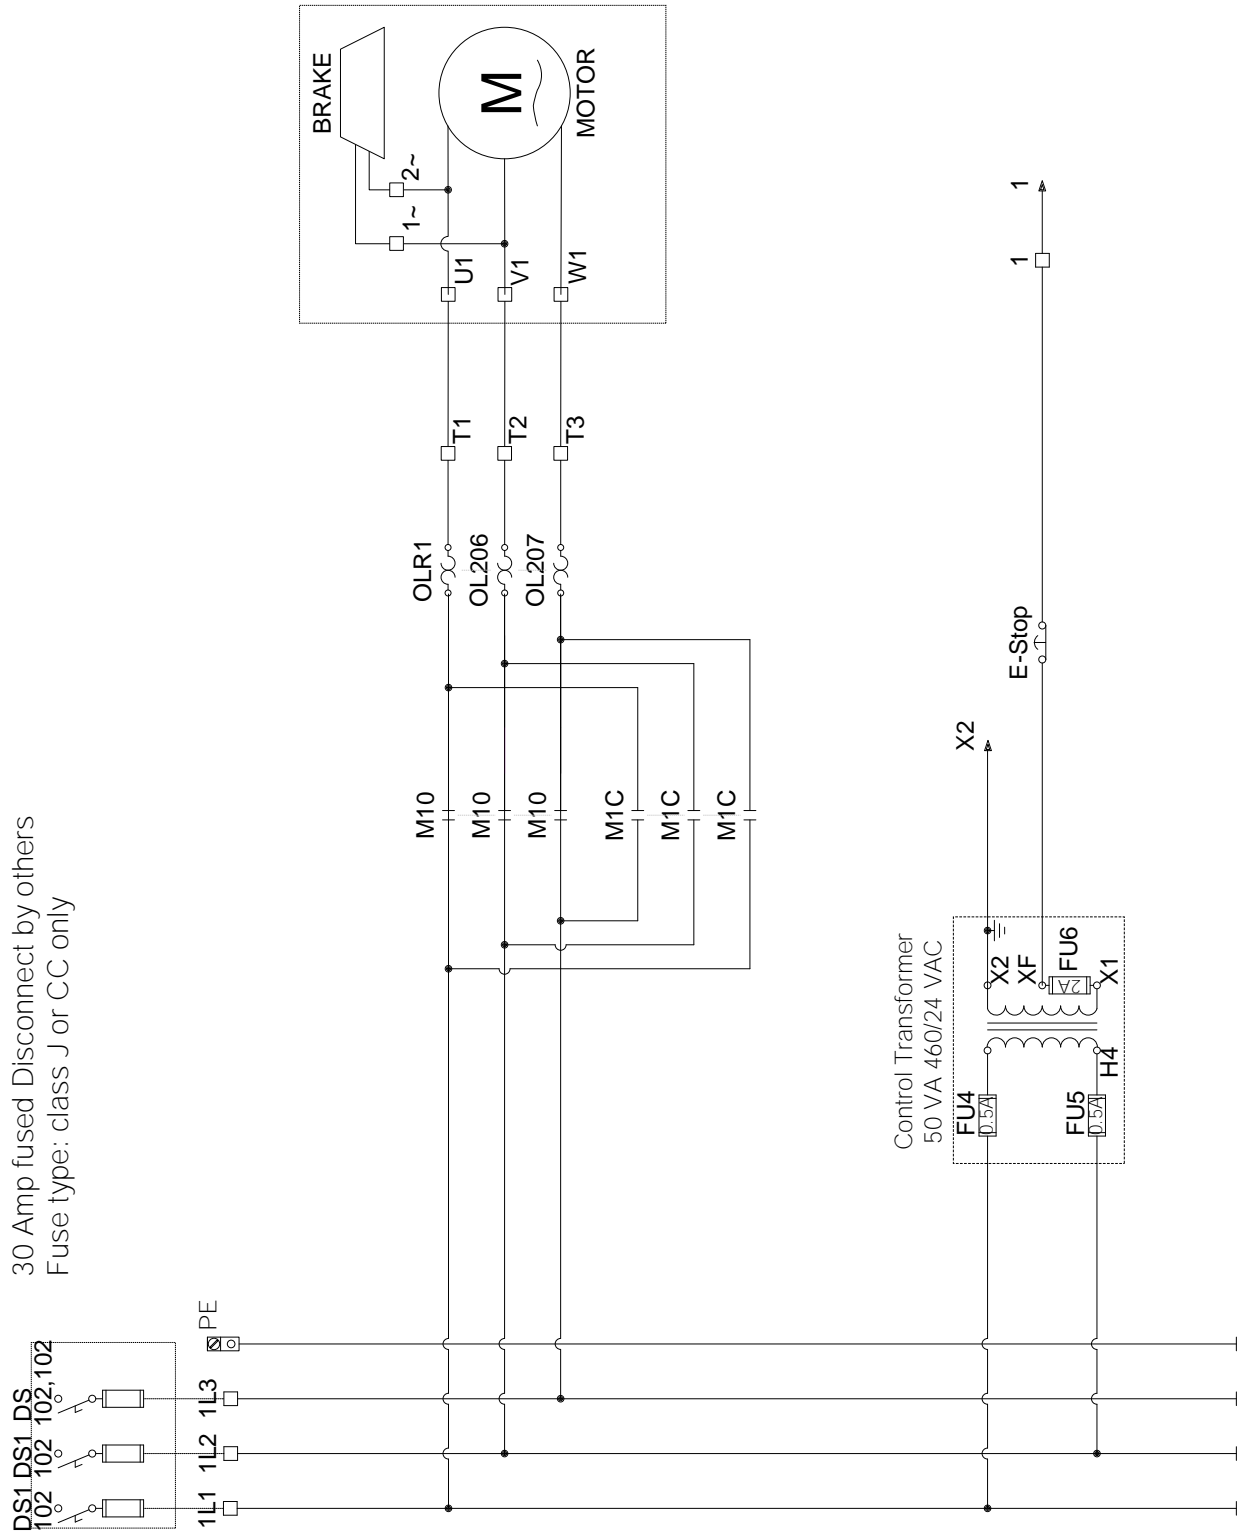 DS1 DS1 DS
30 Amp fused Disconnect by others
102 102 102,102
Fuse type: class J or CC only
1L1 1L2 1L3 PE
BRAKE
1~ 2~
M
MOTOR
M10 OLR1 T1 U1
M10 OL206 T2 V1
M10 OL207 T3 W1
M1C
M1C
M1C
Control Transformer
50 VA 460/24 VAC
FU4 X2
0.5A X2
E-Stop 1 1
XF
FU6
2A
FU5 H4 X1
0.5A